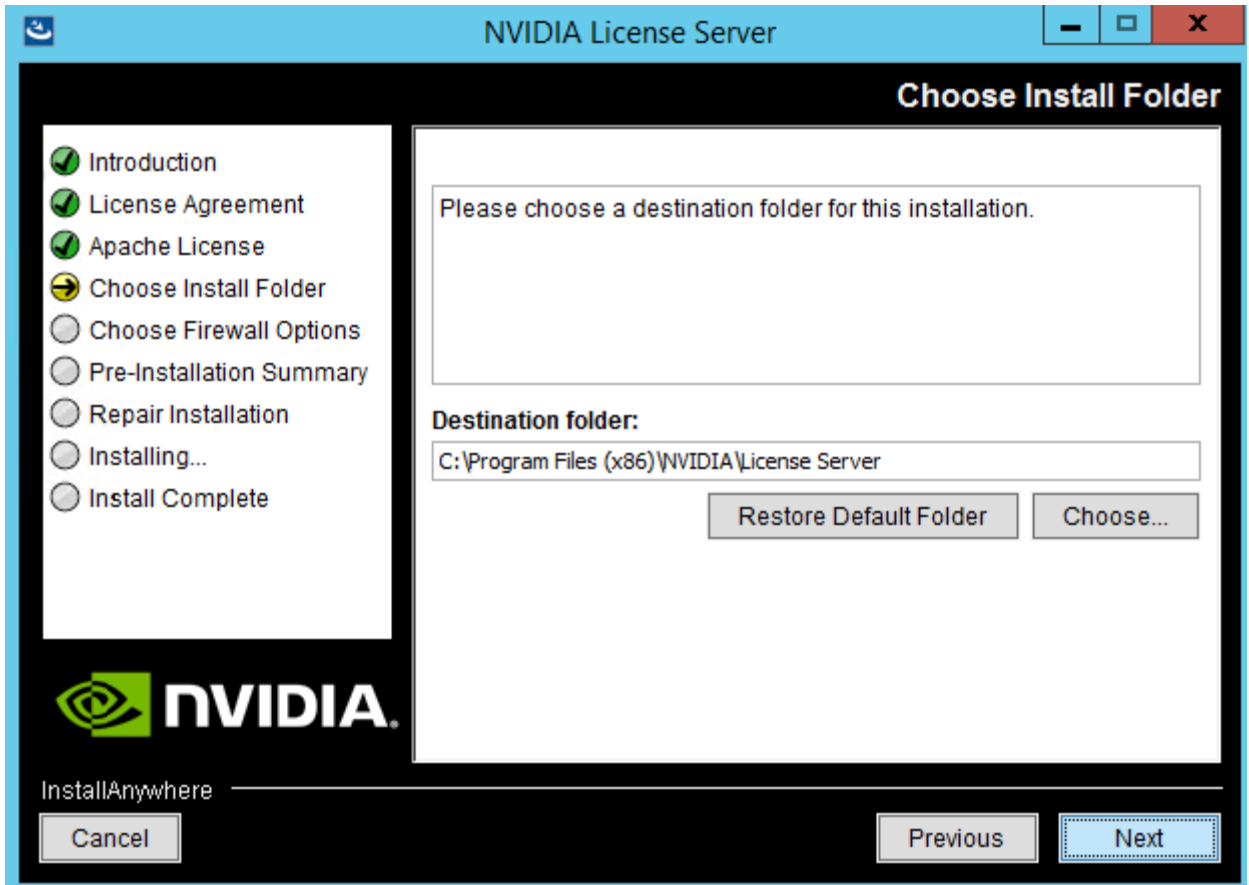 NVIDIA License Server
Choose Install Folder
Introduction
License Agreement
Apache License
Choose Install Folder
Choose Firewall Options
Pre-Installation Summary
Repair Installation
Installing...
Install Complete
Please choose a destination folder for this installation.
Destination folder:
C:\Program Files (x86)\NVIDIA\License Server
Restore Default Folder
Choose...
NVIDIA.
InstallAnywhere
Cancel
Previous
Next